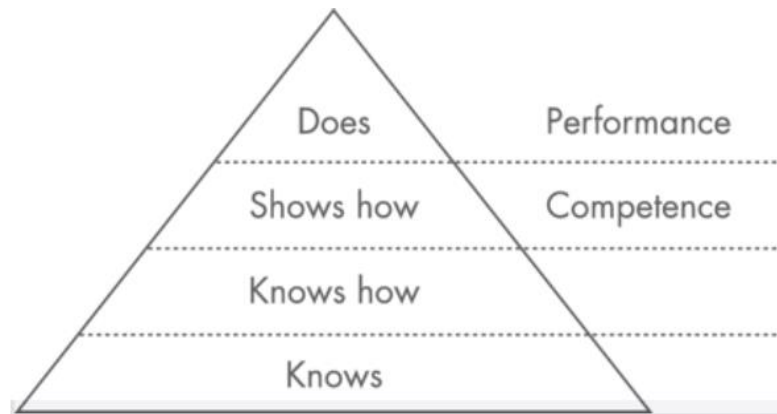 Does Performance
Shows how Competence
Knows how
Knows